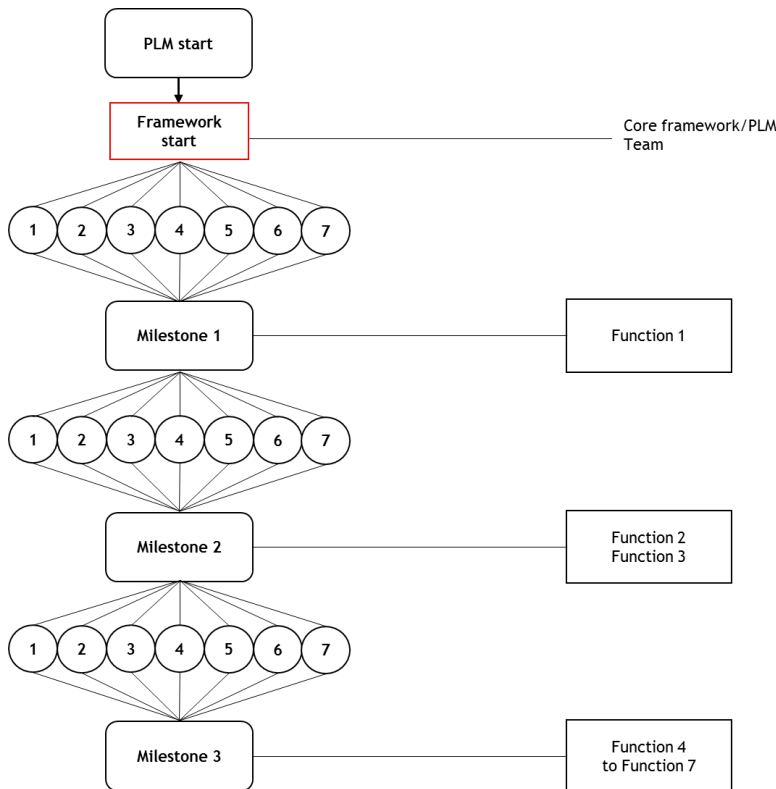 PLM start
Framework
start
Core framework/PLM
Team
1 2 3 4 5 6 7
Milestone 1
Function 1
1 2 3 4 5 6 7
Milestone 2
Function 2
Function 3
1 2 3 4 5 6 7
Milestone 3
Function 4
to Function 7